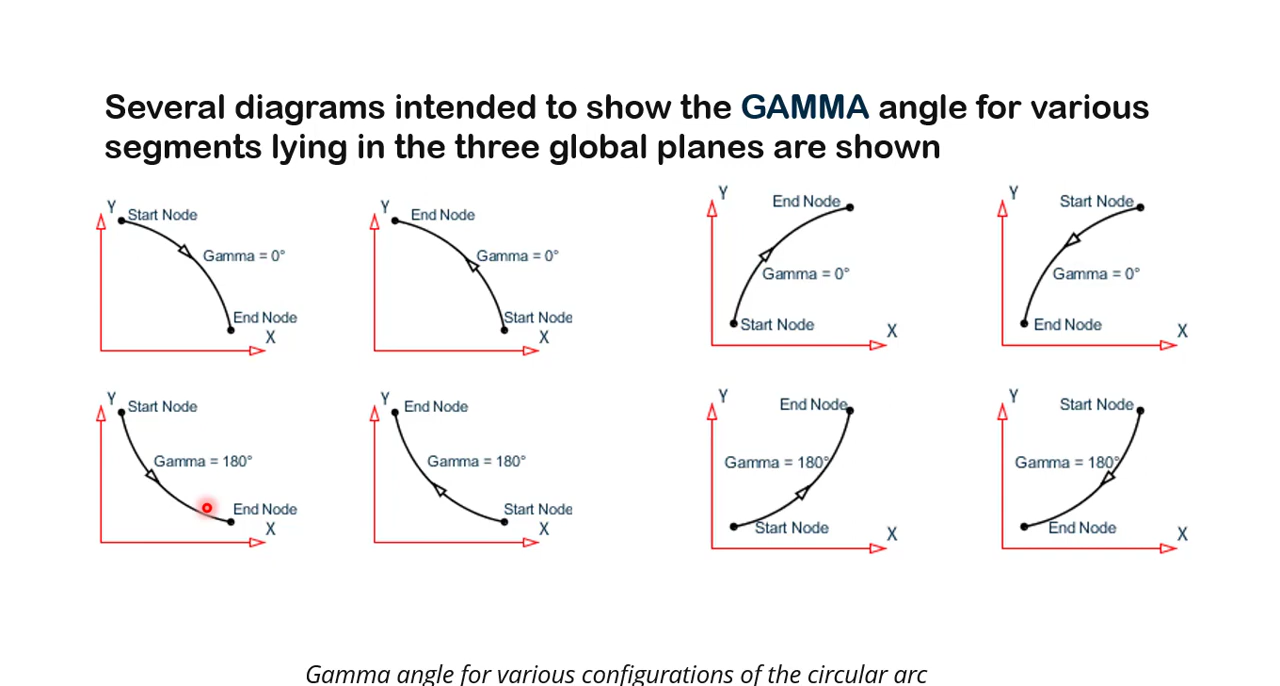 Several diagrams intended to show the GAMMA angle for various
segments lying in the three global planes are shown
Y
Start Node
Gamma = 0°
End Node
X
Y
End Node
Gamma = 0°
Start Node
X
Y
End Node
Gamma = 0°
Start Node
X
Y
Start Node
Gamma = 0°
End Node
X
Y
Start Node
Gamma = 180°
End Node
X
Y
End Node
Gamma = 180°
Start Node
X
Y
End Node
Gamma = 180°
Start Node
X
Y
Start Node
Gamma = 180°
End Node
X
Gamma angle for various configurations of the circular arc